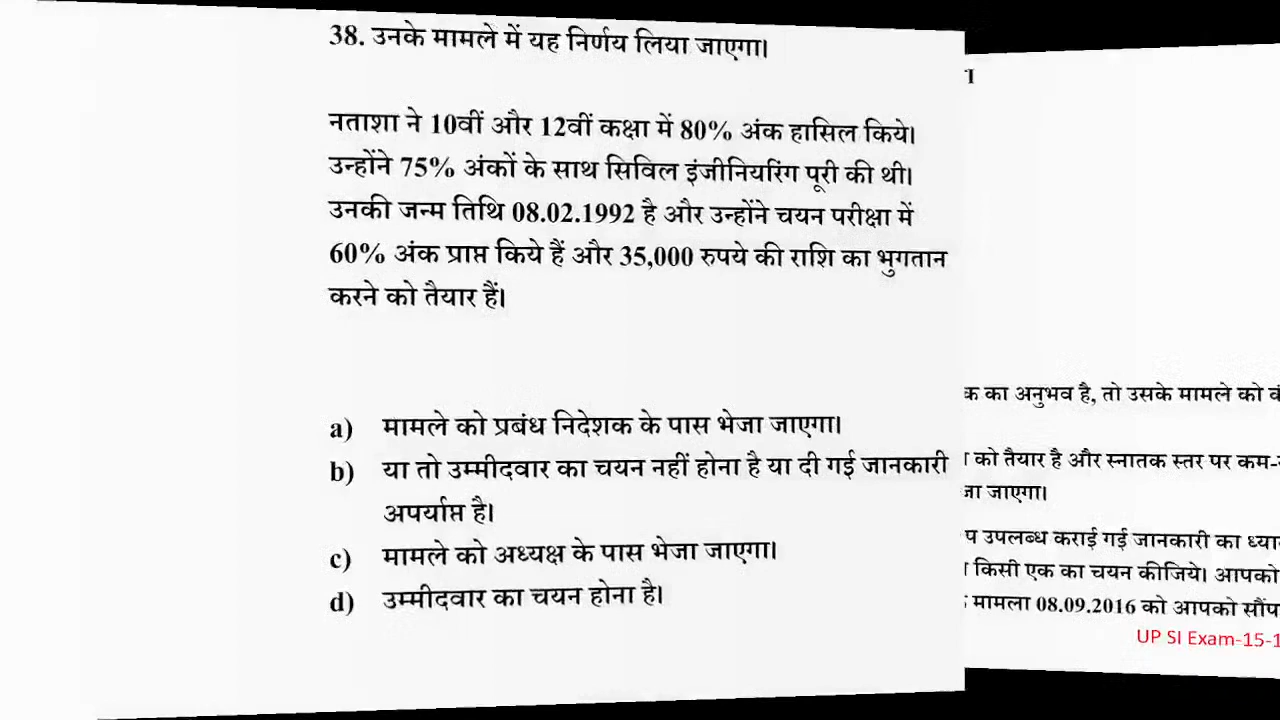 38. उनके मामले में यह निर्णय लिया जाएगा।
नताशा ने 10वीं और 12वीं कक्षा में 80% अंक हासिल किये।
उन्होंने 75% अंकों के साथ सिविल इंजीनियरिंग पूरी की थी।
उनकी जन्म तिथि 08.02.1992 है और उन्होंने चयन परीक्षा में
60% अंक प्राप्त किये हैं और 35,000 रुपये की राशि का भुगतान
करने को तैयार हैं।
a) मामले को प्रबंध निदेशक के पास भेजा जाएगा।
b) या तो उम्मीदवार का चयन नहीं होना है या दी गई जानकारी
अपर्याप्त है।
c) मामले को अध्यक्ष के पास भेजा जाएगा।
d) उम्मीदवार का चयन होना है।
का अनुभव है, तो उसके मामले को
को तैयार है और स्नातक स्तर पर कम-
जाएगा।
उपलब्ध कराई गई जानकारी का
किसी एक का चयन कीजिये। आपको
मामला 08.09.2016 को आपको
UP SI Exam-15-1